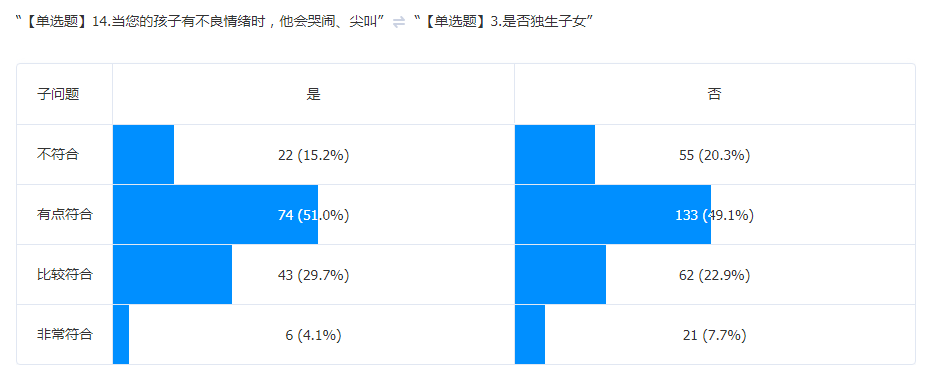 “【单选题】14.当您的孩子有不良情绪时，他会哭闹、尖叫” ⇌ “【单选题】3.是否独生子女”
子问题 是 否
不符合 22 (15.2%) 55 (20.3%)
有点符合 74 (51.0%) 133 (49.1%)
比较符合 43 (29.7%) 62 (22.9%)
非常符合 6 (4.1%) 21 (7.7%)